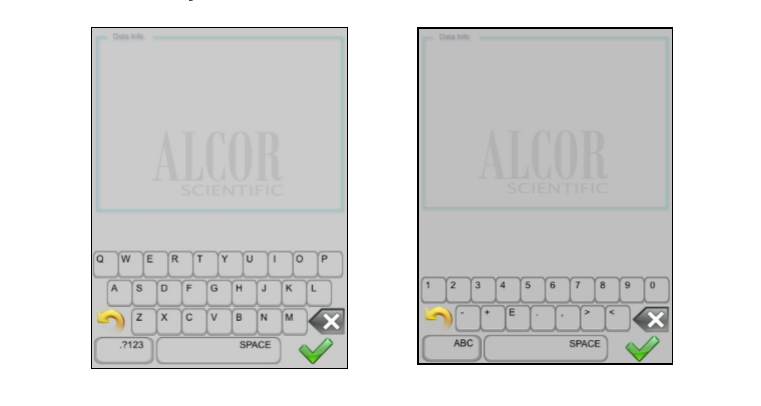 Data Info
ALCOR
SCIENTIFIC
Q W E R T Y U I O P
A S D F G H J K L
Z X C V B N M
.?123 SPACE
Data Info
ALCOR
SCIENTIFIC
1 2 3 4 5 6 7 8 9 0
- + E . , > <
ABC SPACE